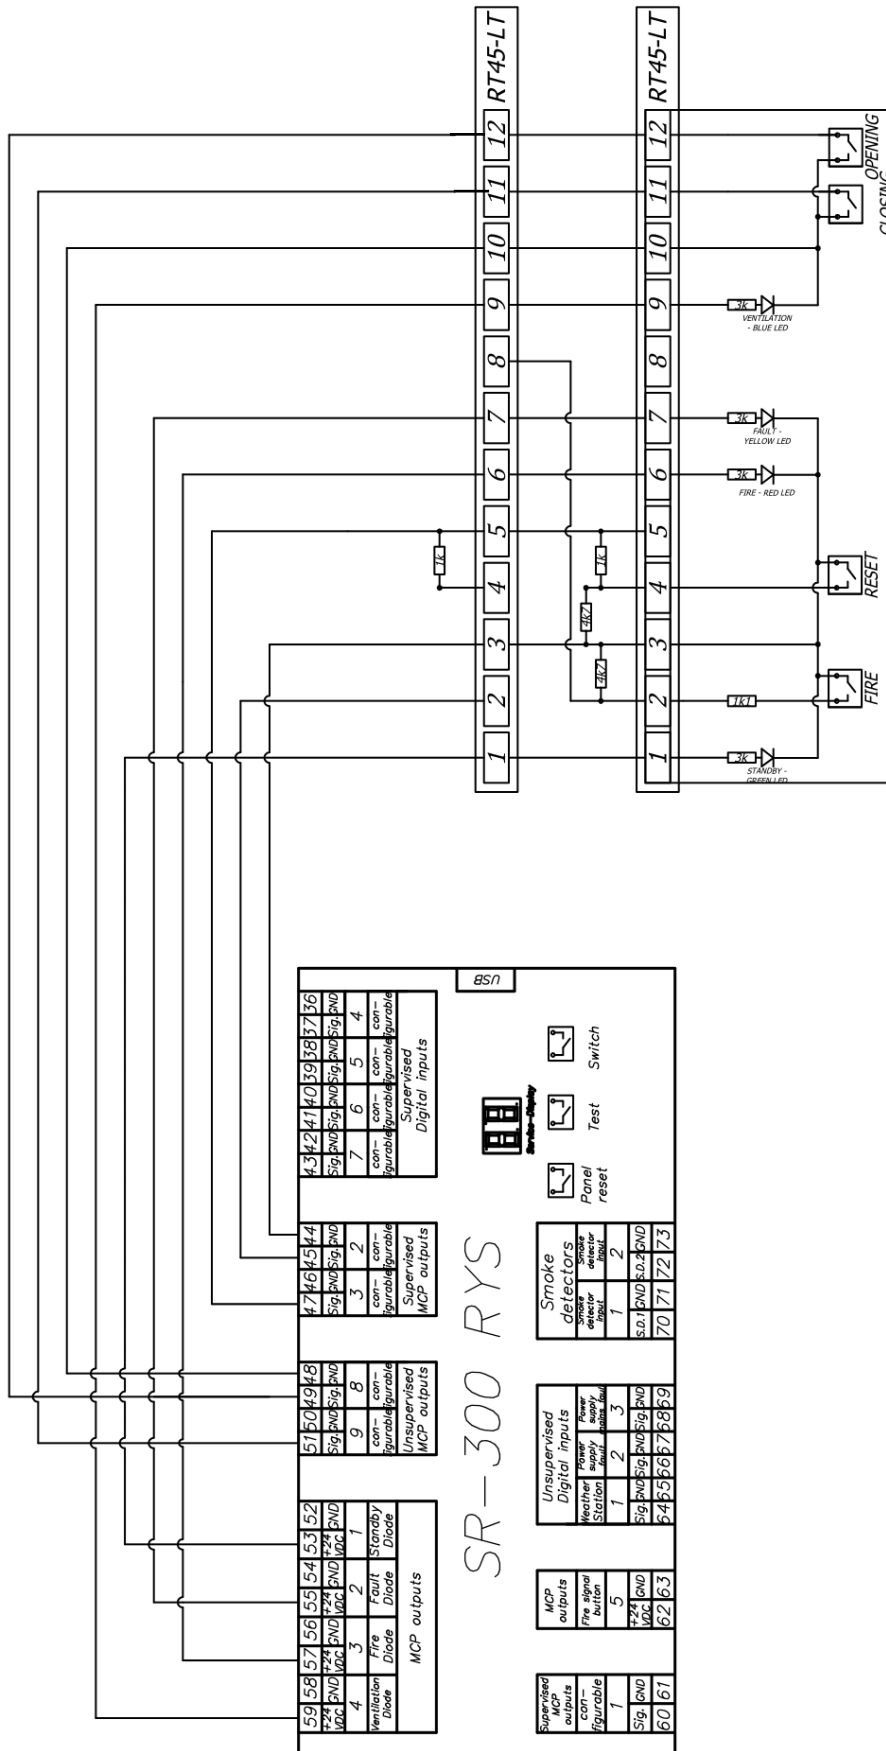 RT45-LT
12
11
10
9
8
7
6
5
4
3
2
1
1k
1k
4k7
4k7
RT45-LT
12
11
10
9
8
7
6
5
4
3
2
1
OPENING
CLOSING
3k
VENTILATION
- BLUE LED
3k
FAULT -
YELLOW LED
3k
FIRE - RED LED
RESET
1k1
FIRE
3k
STANDBY -
GREEN LED
USB
43 42 41 40 39 38 37 36
Sig. GND Sig. GND Sig. GND Sig. GND
7 6 5 4
con-
figurable
con-
figurable
con-
figurable
con-
figurable
Supervised
Digital inputs
47 46 45 44
Sig. GND Sig. GND
3 2
con-
figurable
con-
figurable
Supervised
MCP outputs
51 50 49 48
Sig. GND Sig. GND
9 8
con-
figurable
con-
figurable
Unsupervised
MCP outputs
59 58 57 56 55 54 53 52
+24 VDC GND +24 VDC GND +24 VDC GND +24 VDC GND
4 3 2 1
Ventilation
Diode
Fire
Diode
Fault
Diode
Standby
Diode
MCP outputs
SR-300 RYS
Service-Display
Panel
reset
Test
Switch
Smoke
detectors
Smoke
detector
input
Smoke
detector
input
1 2
S.D.1 GND S.D.2 GND
70 71 72 73
Unsupervised
Digital inputs
Weather
Station
Power
supply
fault
Power
supply
mains fault
1 2 3
Sig. GND Sig. GND Sig. GND
64 65 66 67 68 69
MCP
outputs
Fire signal
button
5
+24
VDC
GND
62 63
Supervised
MCP
outputs
con-
figurable
1
Sig. GND
60 61